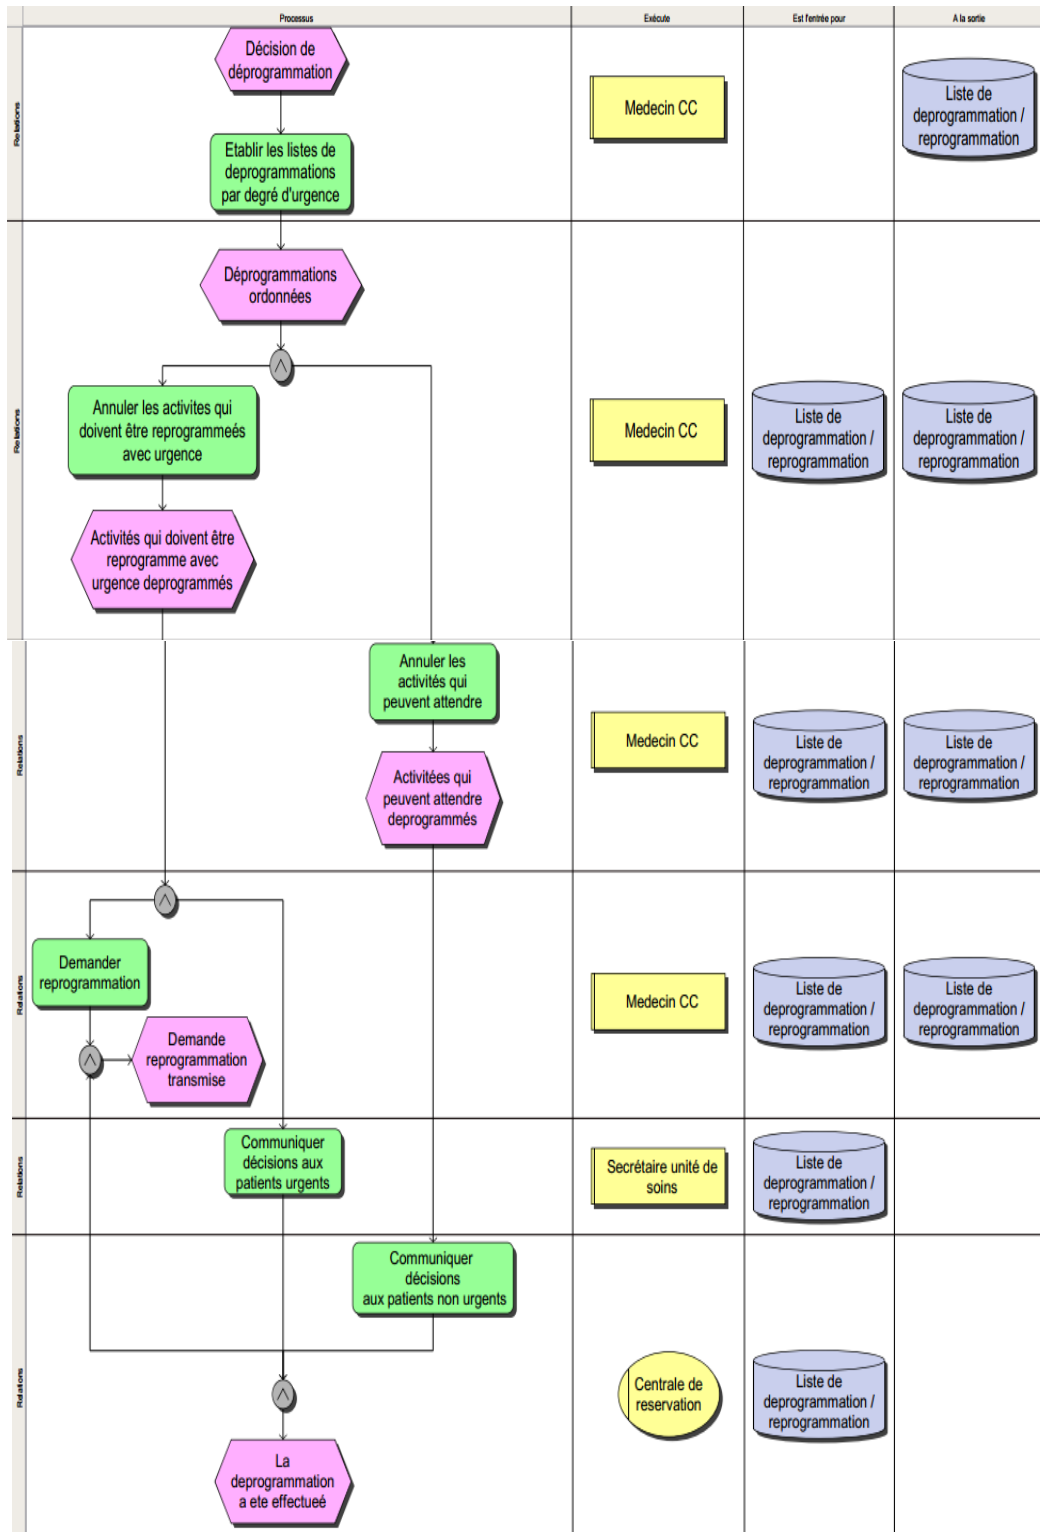 Processus
Exécute
Est l'entrée pour
A la sortie
Relations
Décision de
déprogrammation
Etablir les listes de
deprogrammations
par degré d'urgence
Medecin CC
Liste de
deprogrammation /
reprogrammation
Relations
Déprogrammations
ordonnées
Annuler les activites qui
doivent être reprogrammeés
avec urgence
Activités qui doivent être
reprogramme avec
urgence deprogrammés
Medecin CC
Liste de
deprogrammation /
reprogrammation
Liste de
deprogrammation /
reprogrammation
Relations
Annuler les
activités qui
peuvent attendre
Activitées qui
peuvent attendre
deprogrammés
Medecin CC
Liste de
deprogrammation /
reprogrammation
Liste de
deprogrammation /
reprogrammation
Relations
Demander
reprogrammation
Demande
reprogrammation
transmise
Medecin CC
Liste de
deprogrammation /
reprogrammation
Liste de
deprogrammation /
reprogrammation
Relations
Communiquer
décisions aux
patients urgents
Secrétaire unité de
soins
Liste de
deprogrammation /
reprogrammation
Relations
Communiquer
décisions
aux patients non urgents
La
deprogrammation
a ete effectueé
Centrale de
reservation
Liste de
deprogrammation /
reprogrammation